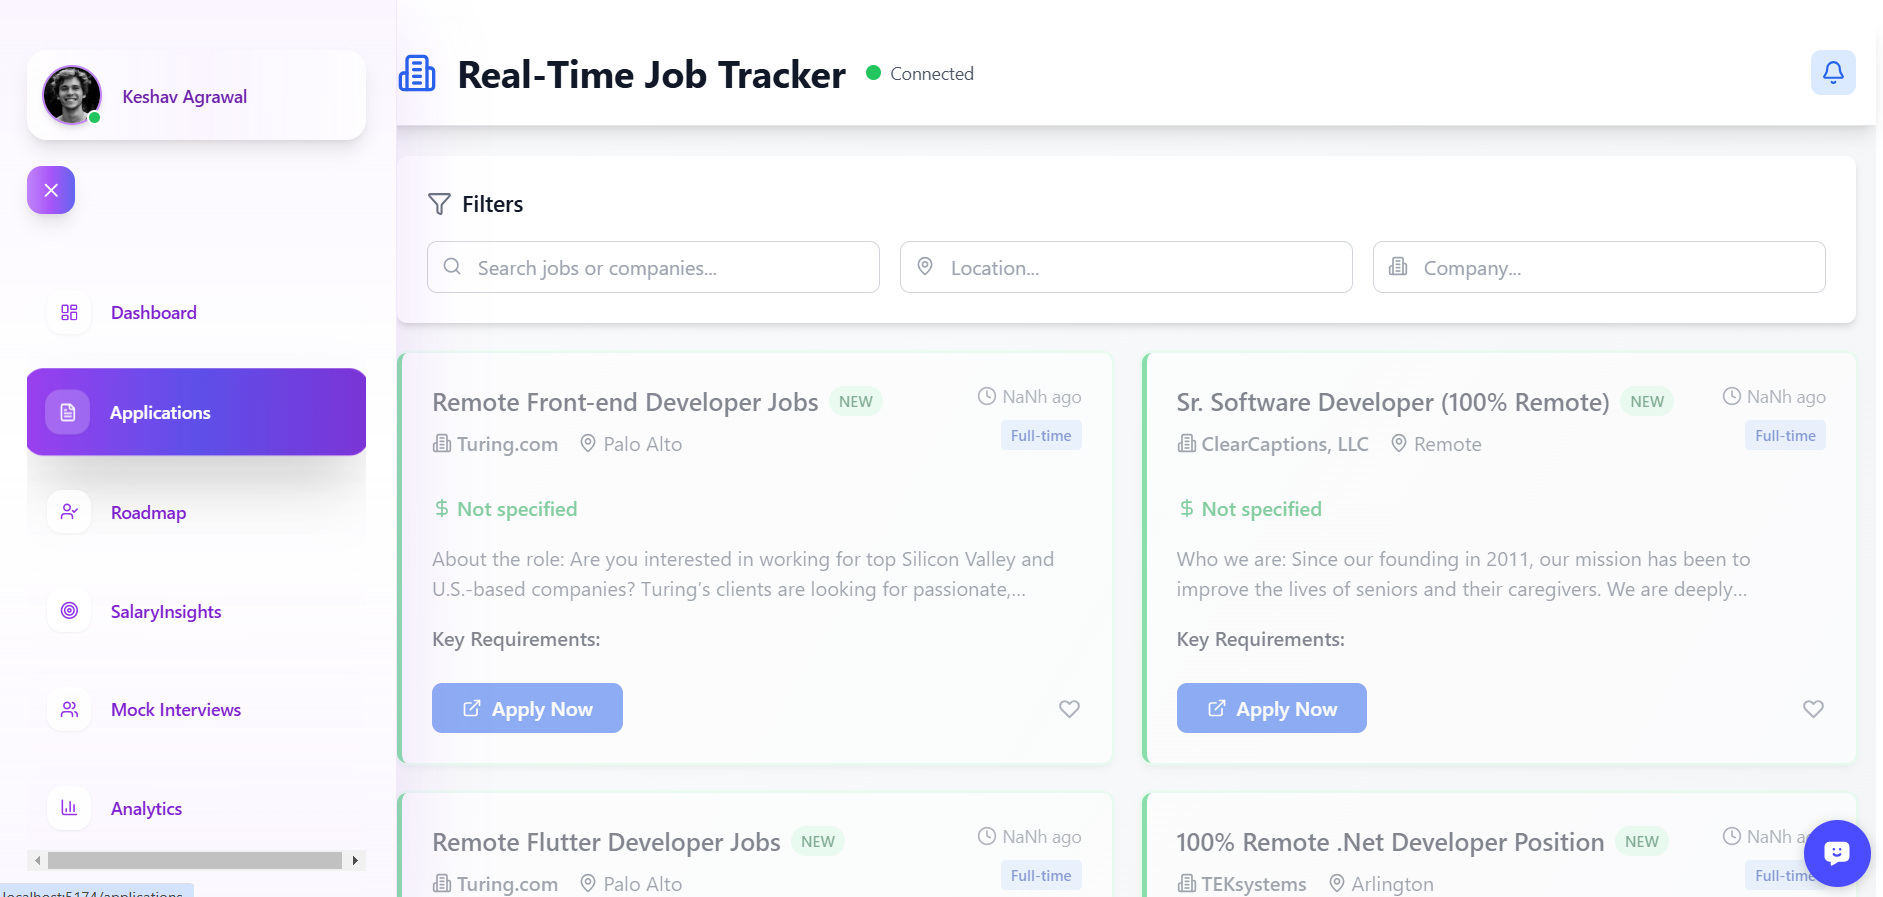 Keshav Agrawal
Dashboard
Applications
Roadmap
SalaryInsights
Mock Interviews
Analytics
localhost:5174/applications
Real-Time Job Tracker
Connected
Filters
Search jobs or companies...
Location...
Company...
Remote Front-end Developer Jobs NEW
NaNh ago
Turing.com Palo Alto
Full-time
$ Not specified
About the role: Are you interested in working for top Silicon Valley and
U.S.-based companies? Turing’s clients are looking for passionate,...
Key Requirements:
Apply Now
Sr. Software Developer (100% Remote) NEW
NaNh ago
ClearCaptions, LLC Remote
Full-time
$ Not specified
Who we are: Since our founding in 2011, our mission has been to
improve the lives of seniors and their caregivers. We are deeply...
Key Requirements:
Apply Now
Remote Flutter Developer Jobs NEW
NaNh ago
Turing.com Palo Alto
Full-time
100% Remote .Net Developer Position NEW
NaNh a
TEKsystems Arlington
Full-time